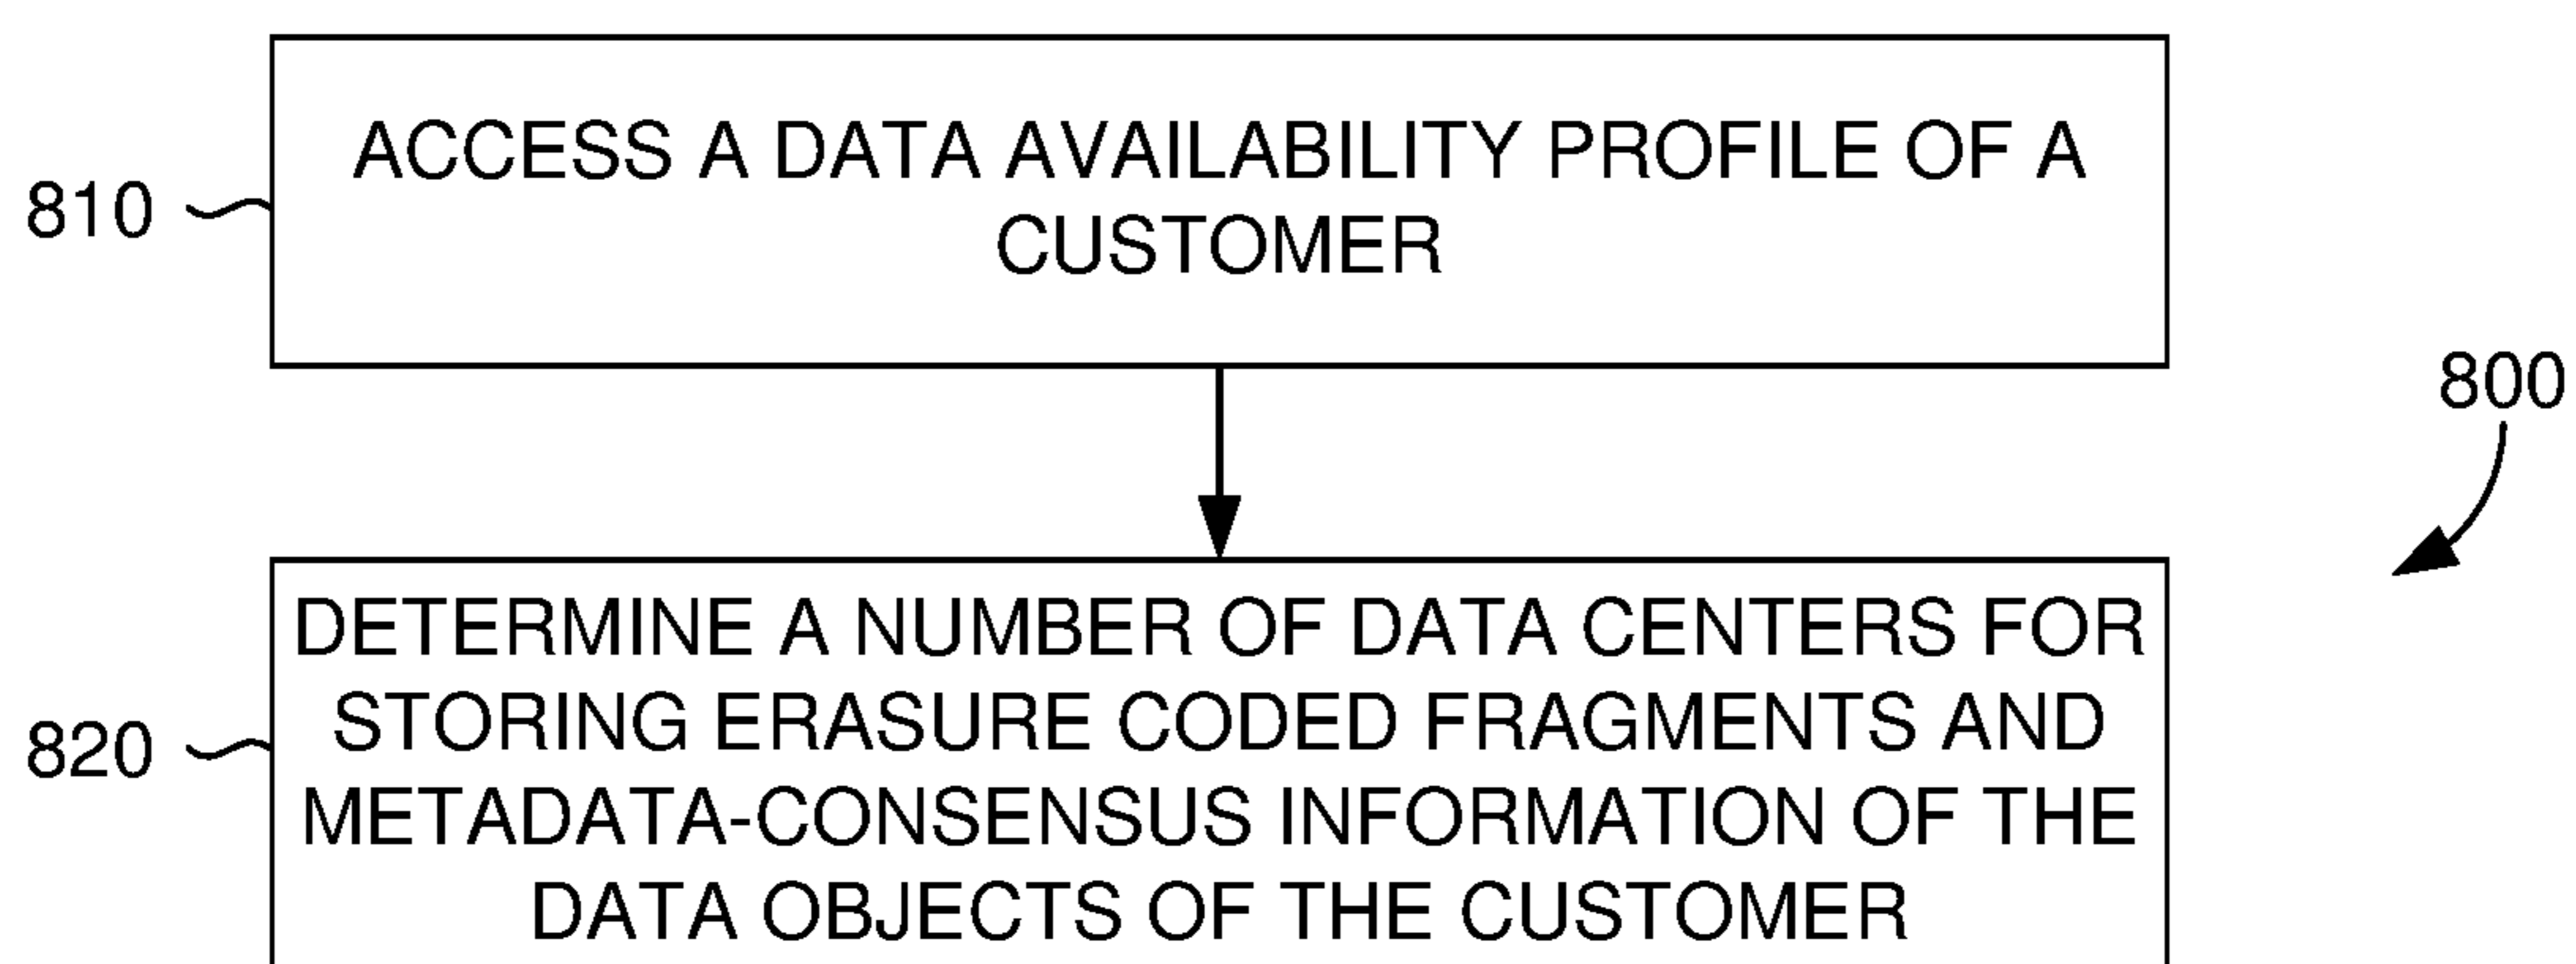 ACCESS A DATA AVAILABILITY PROFILE OF A
CUSTOMER
810
800
DETERMINE A NUMBER OF DATA CENTERS FOR
STORING ERASURE CODED FRAGMENTS AND
METADATA-CONSENSUS INFORMATION OF THE
DATA OBJECTS OF THE CUSTOMER
820